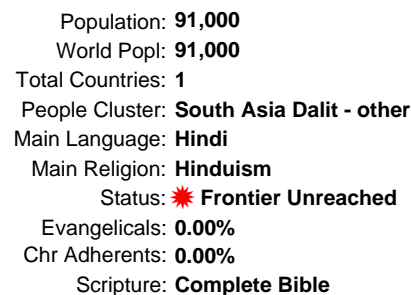 Population: 91,000
World Popl: 91,000
Total Countries: 1
People Cluster: South Asia Dalit - other
Main Language: Hindi
Main Religion: Hinduism
Status: Frontier Unreached
Evangelicals: 0.00%
Chr Adherents: 0.00%
Scripture: Complete Bible